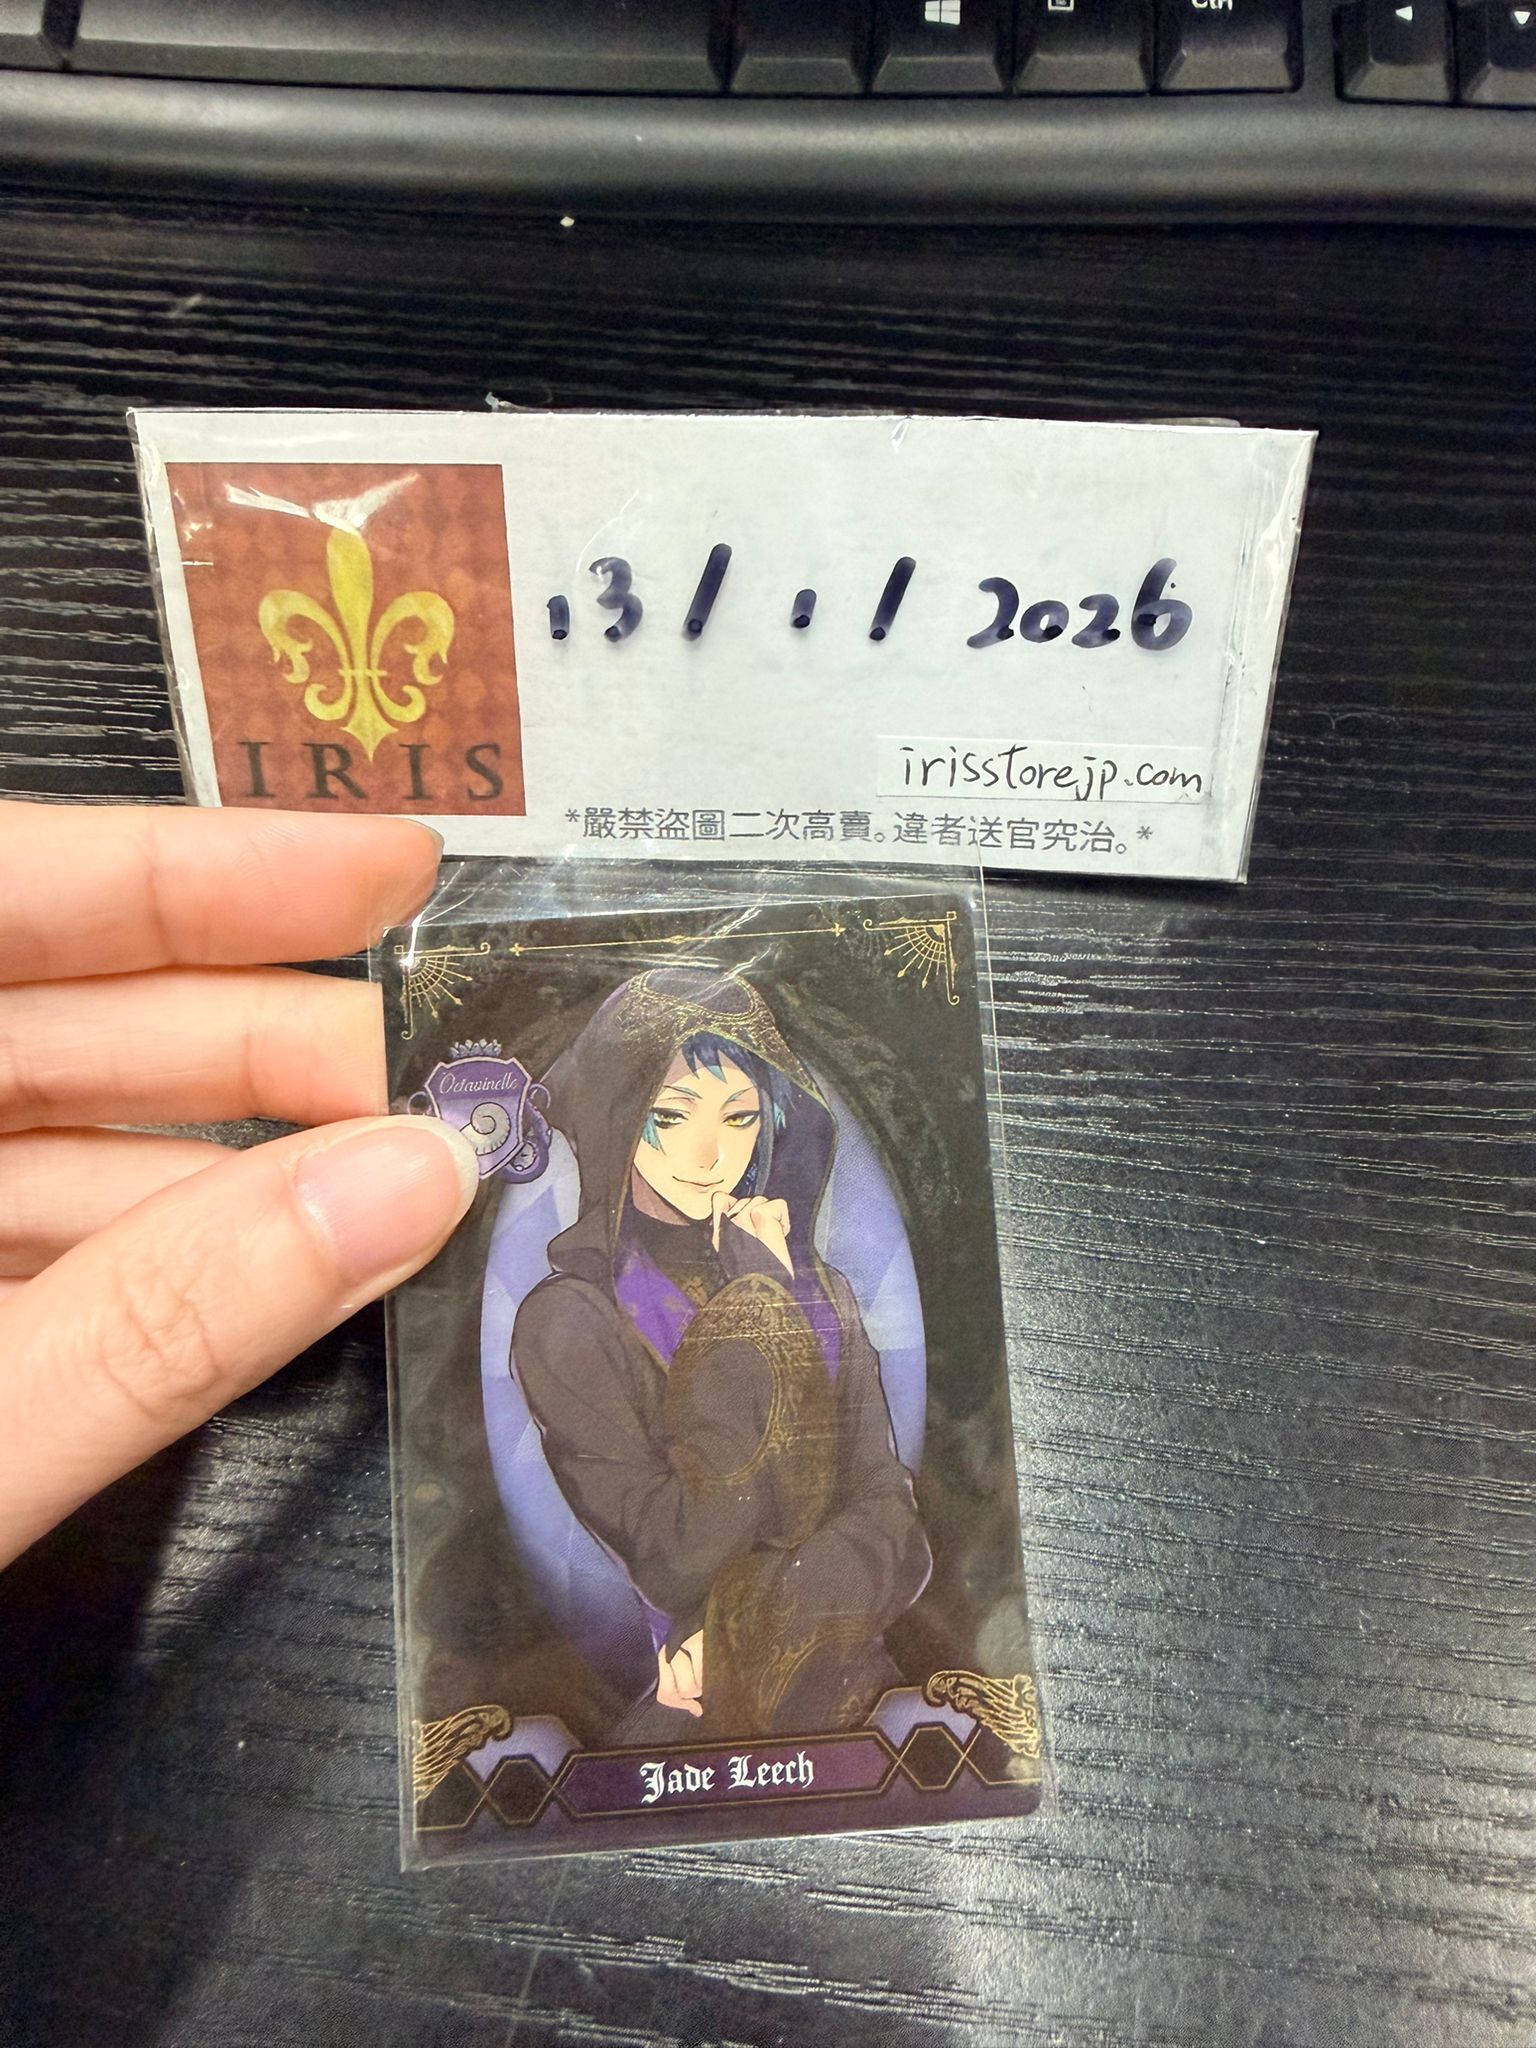 Ctrl
13/1/2026
IRIS
irisstorejp.com
*嚴禁盜圖二次高賣。違者送官究治。*
Octavinelle
Jade Leech